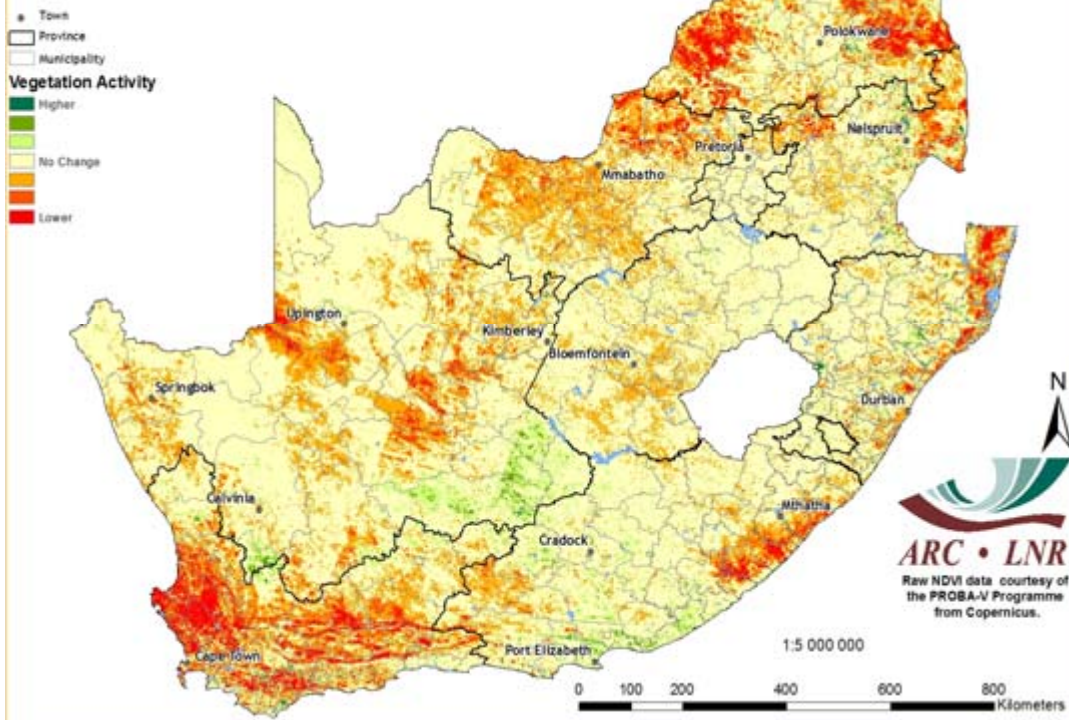 Town
Province
Municipality
Vegetation Activity
Higher
No Change
Lower
Polokwane
Nelspruit
Pretoria
Mmabatho
Upington
Kimberley
Bloemfontein
Springbok
Durban
N
Calvinia
Mthatha
Cradock
ARC • LNR
Raw NDVI data courtesy of
the PROBA-V Programme
from Copernicus.
Cape Town
Port Elizabeth
1:5 000 000
0 100 200 400 600 800
Kilometers